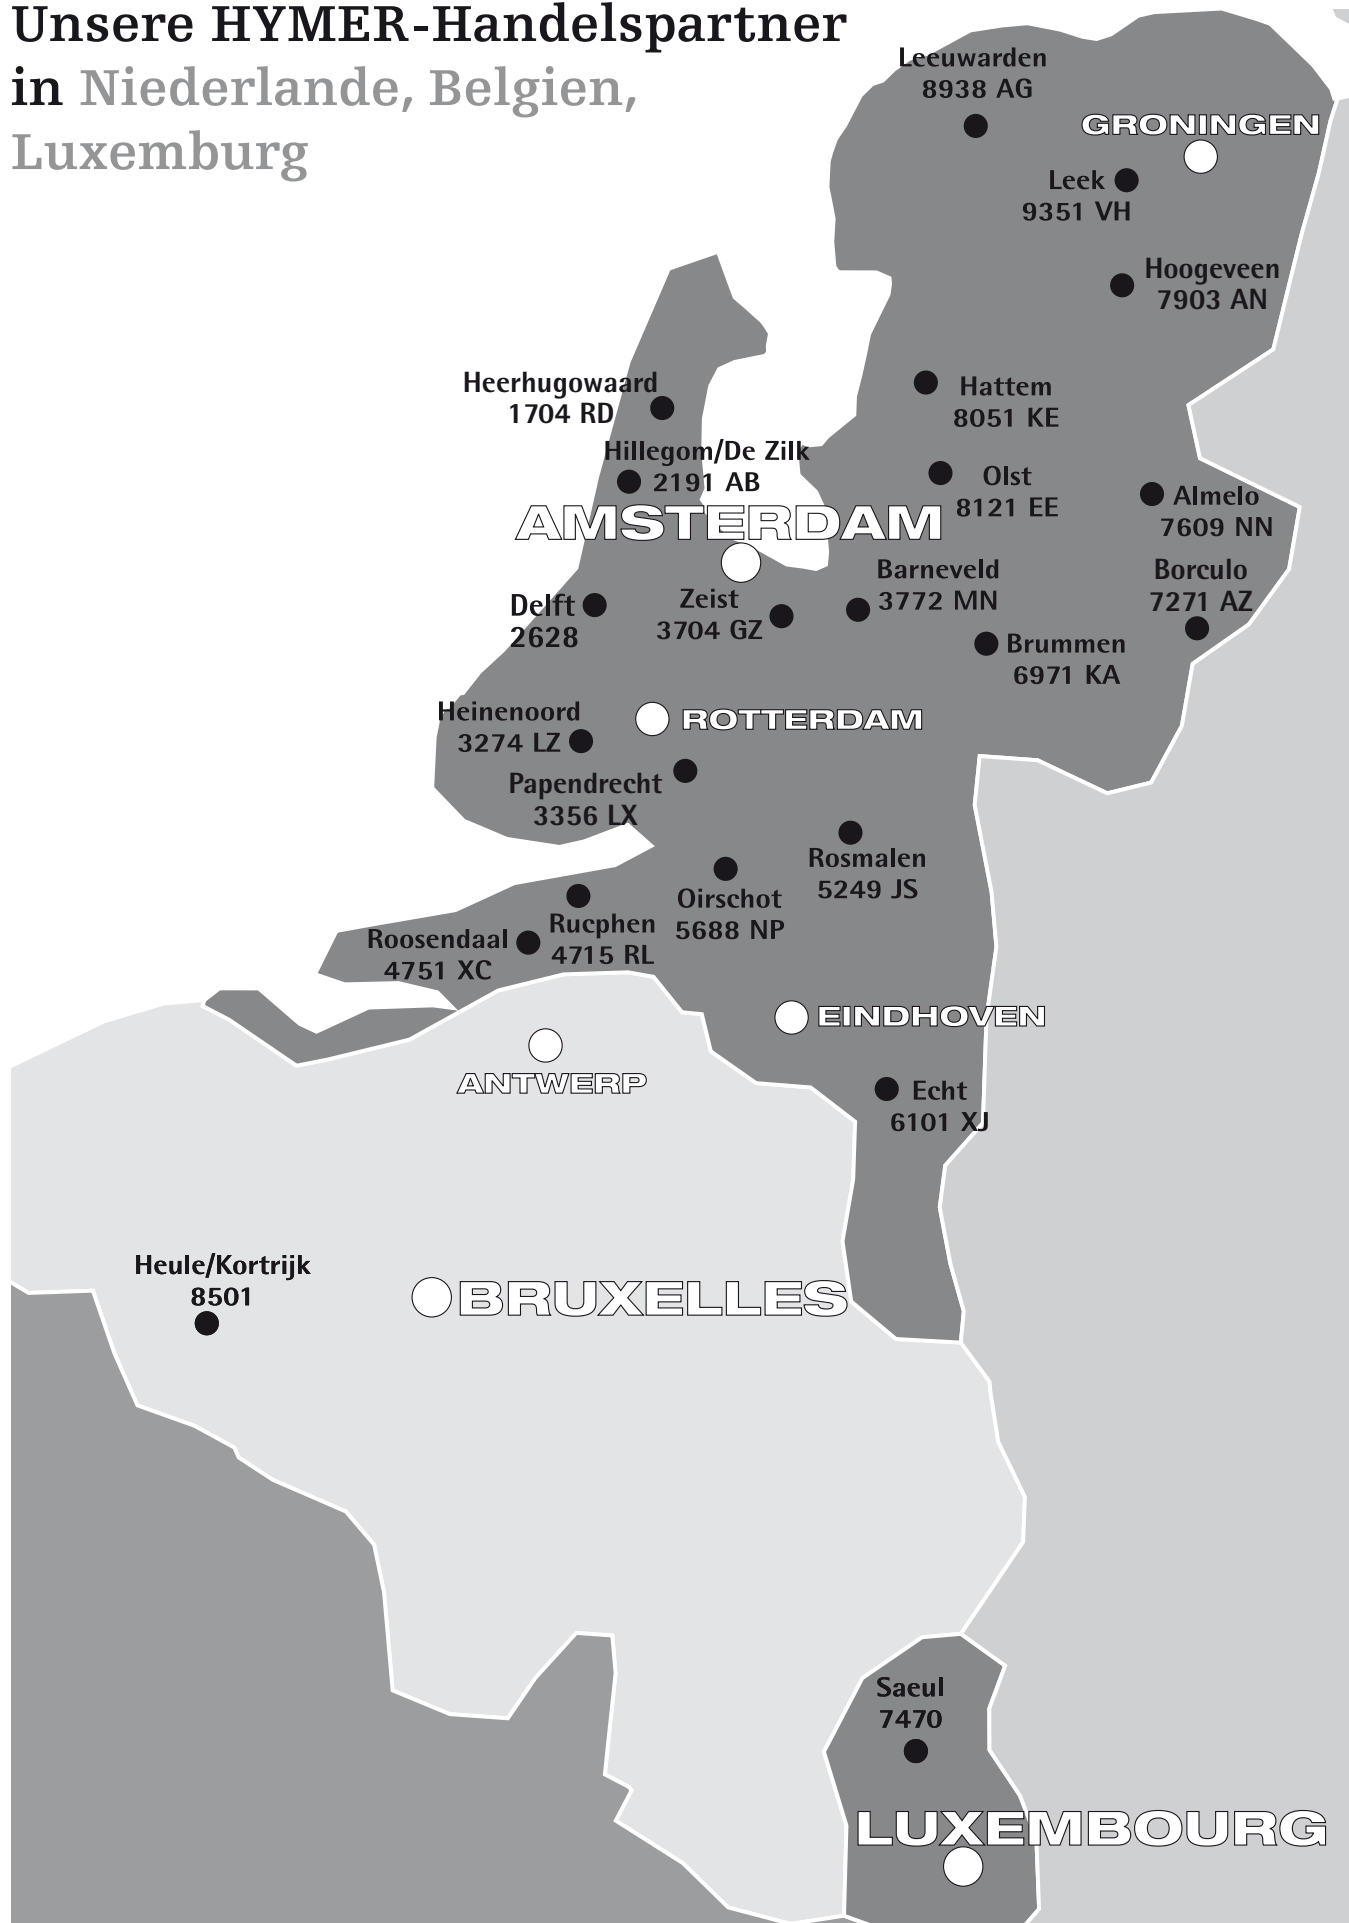 Unsere HYMER-Handelspartner
in Niederlande, Belgien,
Luxemburg
Leeuwarden
8938 AG
GRONINGEN
Leek
9351 VH
Hoogeveen
7903 AN
Heerhugowaard
1704 RD
Hattem
8051 KE
Hillegom/De Zilk
2191 AB
Olst
8121 EE
Almelo
7609 NN
AMSTERDAM
Barneveld
3772 MN
Borculo
7271 AZ
Delft
2628
Zeist
3704 GZ
Brummen
6971 KA
Heinenoord
3274 LZ
ROTTERDAM
Papendrecht
3356 LX
Rosmalen
5249 JS
Oirschot
5688 NP
Rucphen
4715 RL
Roosendaal
4751 XC
EINDHOVEN
ANTWERP
Echt
6101 XJ
Heule/Kortrijk
8501
BRUXELLES
Saeul
7470
LUXEMBOURG